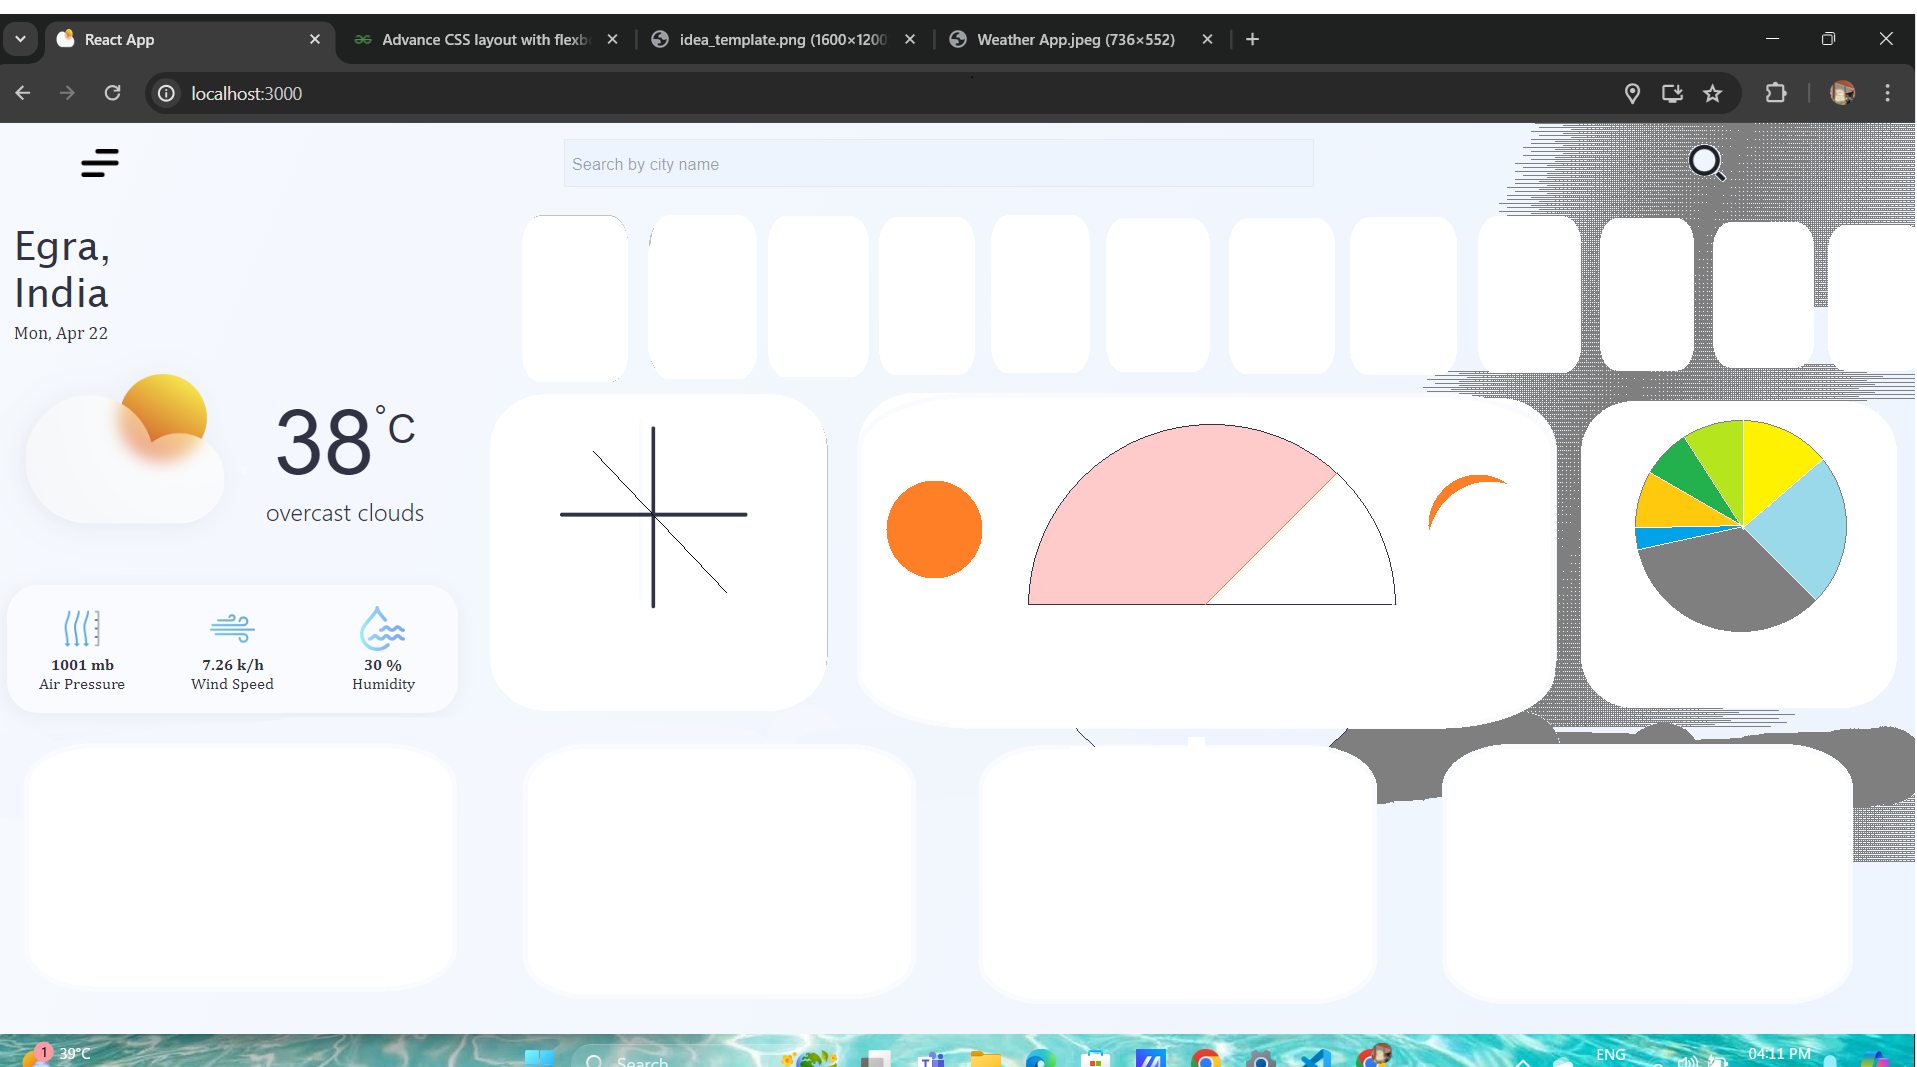 React App
Advance CSS layout with flexb
idea_template.png (1600×1200
Weather App.jpeg (736×552)
localhost:3000
Search by city name
Egra,
India
Mon, Apr 22
38°C
overcast clouds
1001 mb
Air Pressure
7.26 k/h
Wind Speed
30 %
Humidity
1
39°C
Search
ENG
04:11 PM